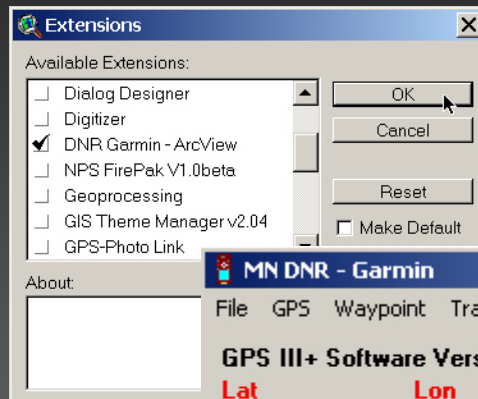 Extensions
Available Extensions:
Dialog Designer
Digitizer
DNR Garmin - ArcView
NPS FirePak V1.0beta
Geoprocessing
GIS Theme Manager v2.04
GPS-Photo Link
OK
Cancel
Reset
Make Default
About:
MN DNR - Garmin
File GPS Waypoint Tra
GPS III+ Software Vers
Lat Lon